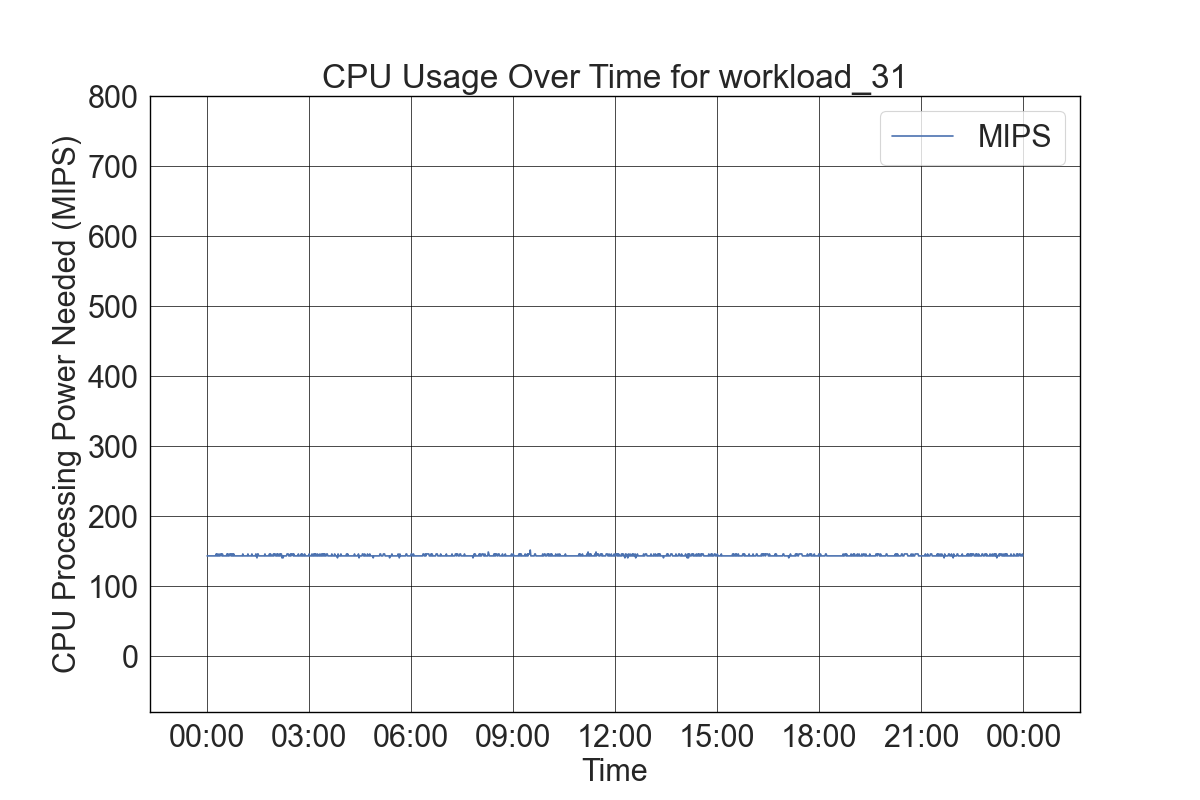 CPU Usage Over Time for workload_31
MIPS
CPU Processing Power Needed (MIPS)
800
700
600
500
400
300
200
100
0
00:00 03:00 06:00 09:00 12:00 15:00 18:00 21:00 00:00
Time